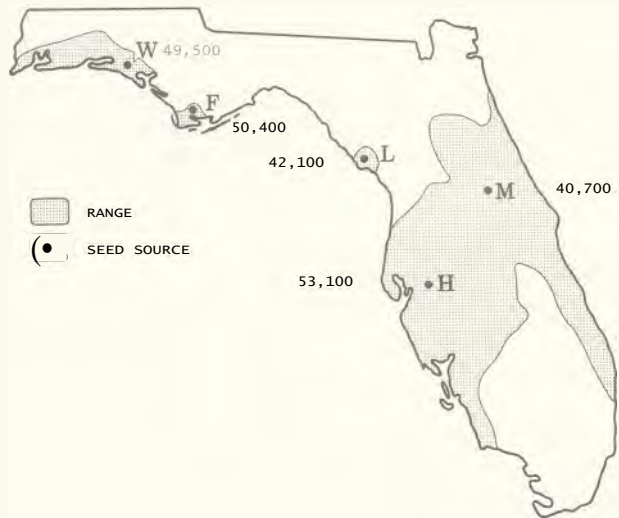 W 49,500
F
50,400
L
42,100
M 40,700
RANGE
SEED SOURCE
53,100 H